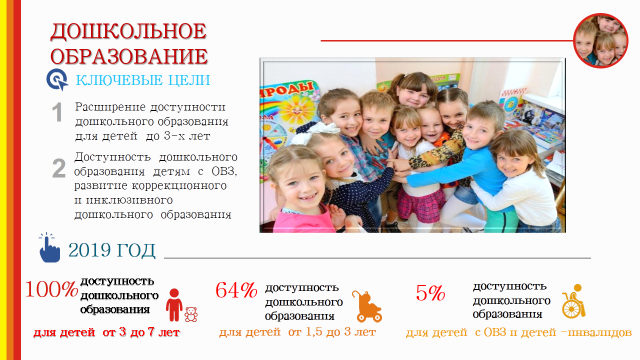 ДОШКОЛЬНОЕ
ОБРАЗОВАНИЕ
КЛЮЧЕВЫЕ ЦЕЛИ
1 Расширение доступности
дошкольного образования
для детей до 3-х лет
2 Доступность дошкольного
образования детям с ОВЗ,
развитие коррекционного
и инклюзивного
дошкольного образования
РОДЫ
2019 ГОД
100% доступность
дошкольного
образования
для детей от 3 до 7 лет
64% доступность
дошкольного
образования
для детей от 1,5 до 3 лет
5% доступность
дошкольного
образования
для детей с ОВЗ и детей -инвалидов